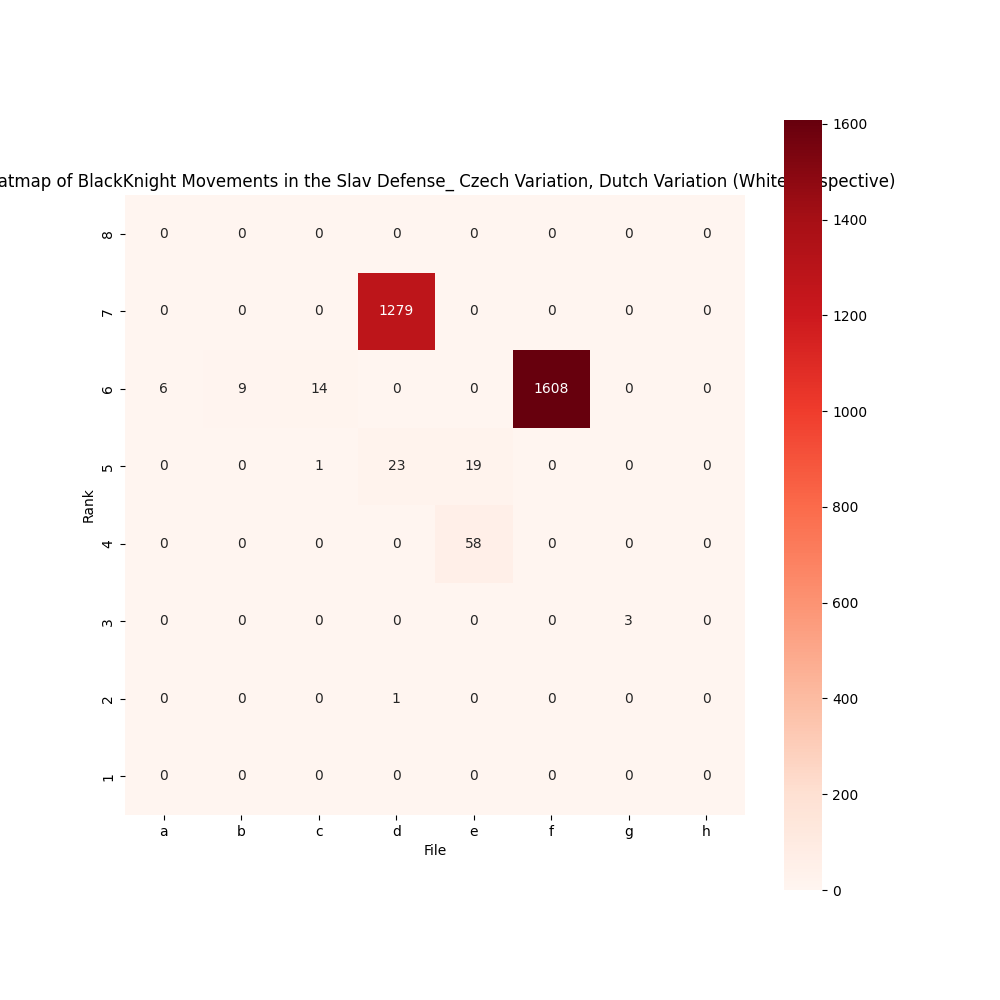 atmap of BlackKnight Movements in the Slav Defense_ Czech Variation, Dutch Variation (White spective)
1600
1400
1200
1000
800
600
400
200
0
8 0 0 0 0 0 0 0 0
7 0 0 0 1279 0 0 0 0
6 6 9 14 0 0 1608 0 0
5 0 0 1 23 19 0 0 0
Rank
4 0 0 0 0 58 0 0 0
3 0 0 0 0 0 0 3 0
2 0 0 0 1 0 0 0 0
1 0 0 0 0 0 0 0 0
a b c d e f g h
File